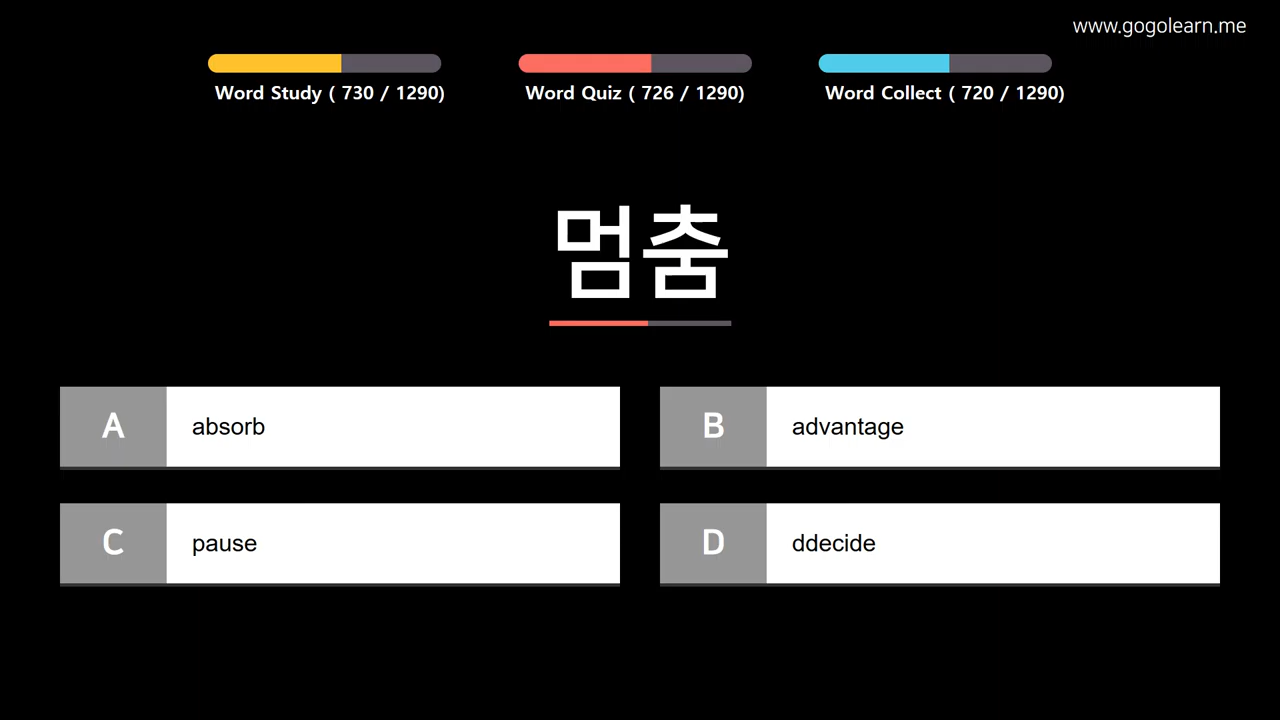 www.gogolearn.me
Word Study ( 730 / 1290)
Word Quiz ( 726 / 1290)
Word Collect ( 720 / 1290)
멈춤
A absorb
B advantage
C pause
D ddecide